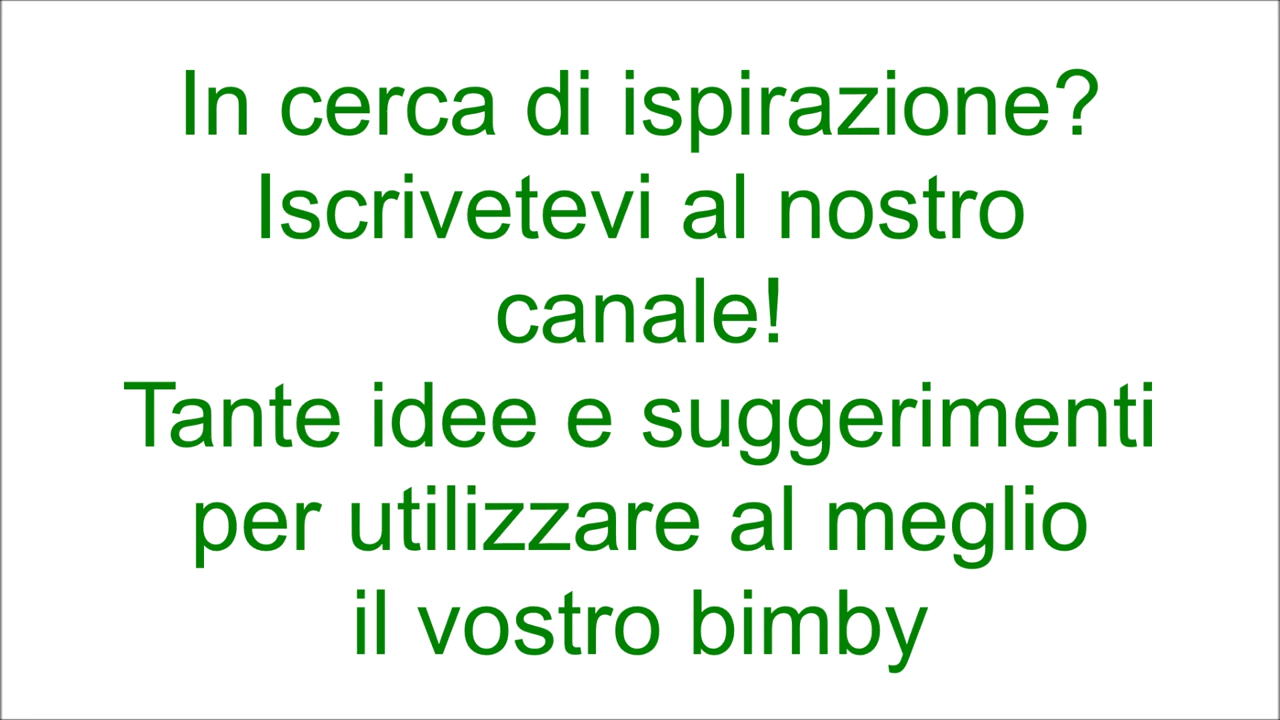 In cerca di ispirazione?
Iscrivetevi al nostro
canale!
Tante idee e suggerimenti
per utilizzare al meglio
il vostro bimby